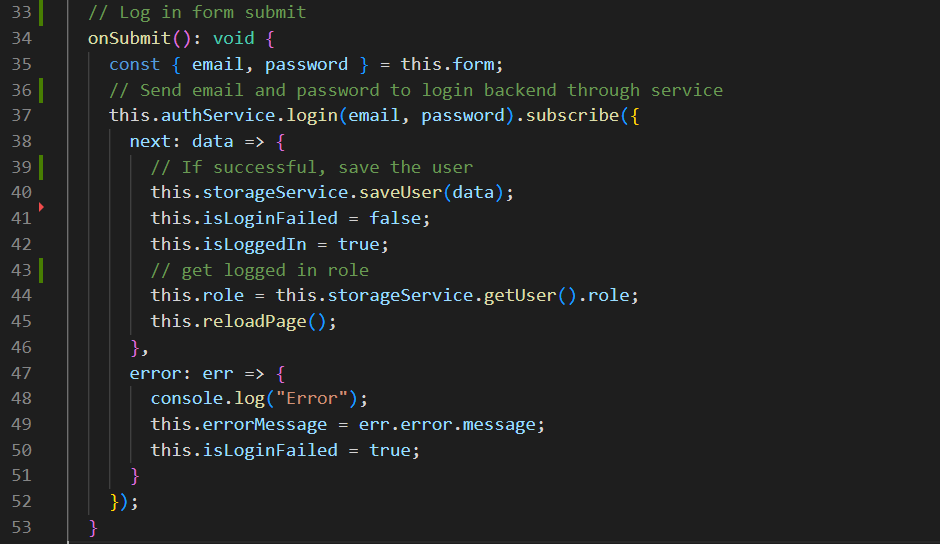 33 // Log in form submit
34 onSubmit(): void {
35 const { email, password } = this.form;
36 // Send email and password to login backend through service
37 this.authService.login(email, password).subscribe({
38 next: data => {
39 // If successful, save the user
40 this.storageService.saveUser(data);
41 this.isLoginFailed = false;
42 this.isLoggedIn = true;
43 // get logged in role
44 this.role = this.storageService.getUser().role;
45 this.reloadPage();
46 },
47 error: err => {
48 console.log("Error");
49 this.errorMessage = err.error.message;
50 this.isLoginFailed = true;
51 }
52 });
53 }